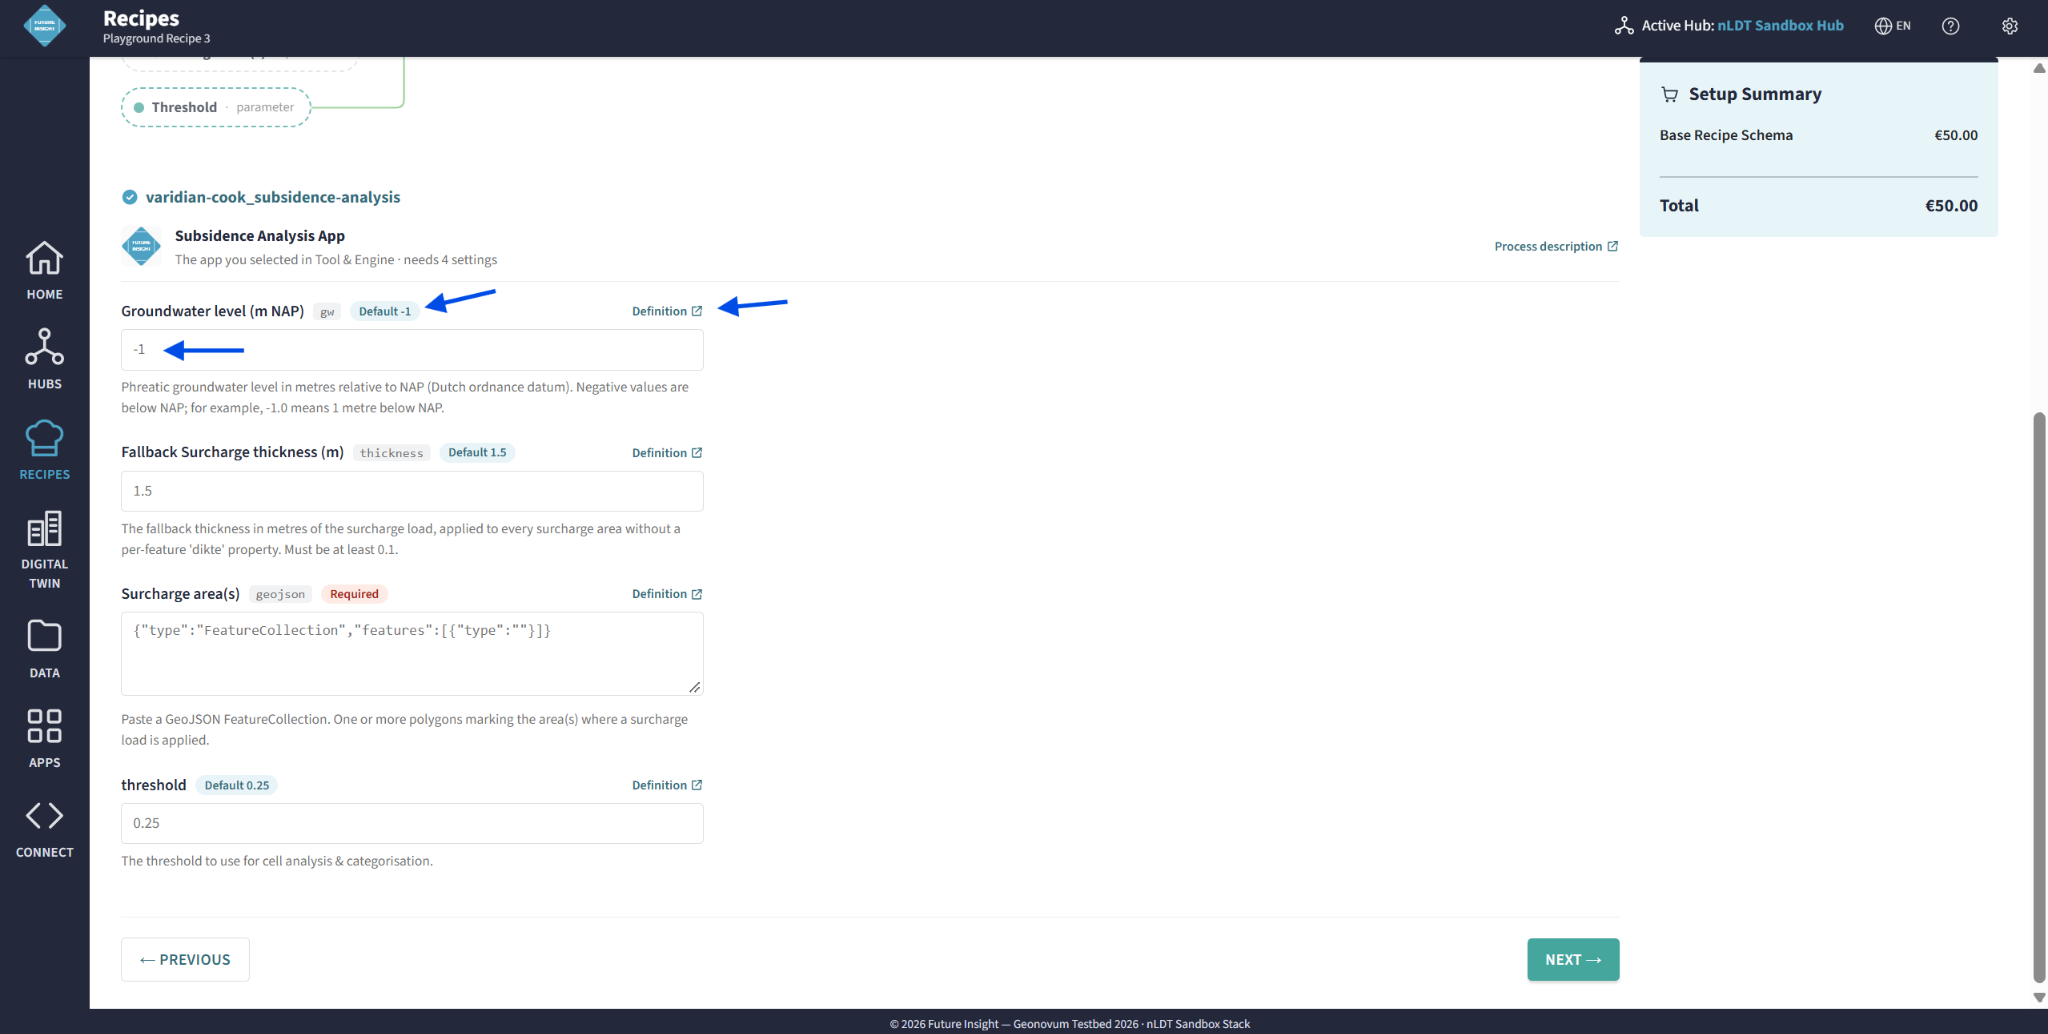 FUTURE INSIGHT
Recipes
Playground Recipe 3
Active Hub: nLDT Sandbox Hub
EN
Threshold · parameter
Setup Summary
Base Recipe Schema €50.00
Total €50.00
varidian-cook_subsidence-analysis
FUTURE INSIGHT
Subsidence Analysis App
The app you selected in Tool & Engine · needs 4 settings
Process description
Groundwater level (m NAP) gw Default -1 Definition
-1
Phreatic groundwater level in metres relative to NAP (Dutch ordnance datum). Negative values are
below NAP; for example, -1.0 means 1 metre below NAP.
Fallback Surcharge thickness (m) thickness Default 1.5 Definition
1.5
The fallback thickness in metres of the surcharge load, applied to every surcharge area without a
per-feature 'dikte' property. Must be at least 0.1.
Surcharge area(s) geojson Required Definition
{"type":"FeatureCollection","features":[{"type":""}]}
Paste a GeoJSON FeatureCollection. One or more polygons marking the area(s) where a surcharge
load is applied.
threshold Default 0.25 Definition
0.25
The threshold to use for cell analysis & categorisation.
← PREVIOUS
NEXT →
HOME
HUBS
RECIPES
DIGITAL
TWIN
DATA
APPS
CONNECT
© 2026 Future Insight — Geonovum Testbed 2026 · nLDT Sandbox Stack